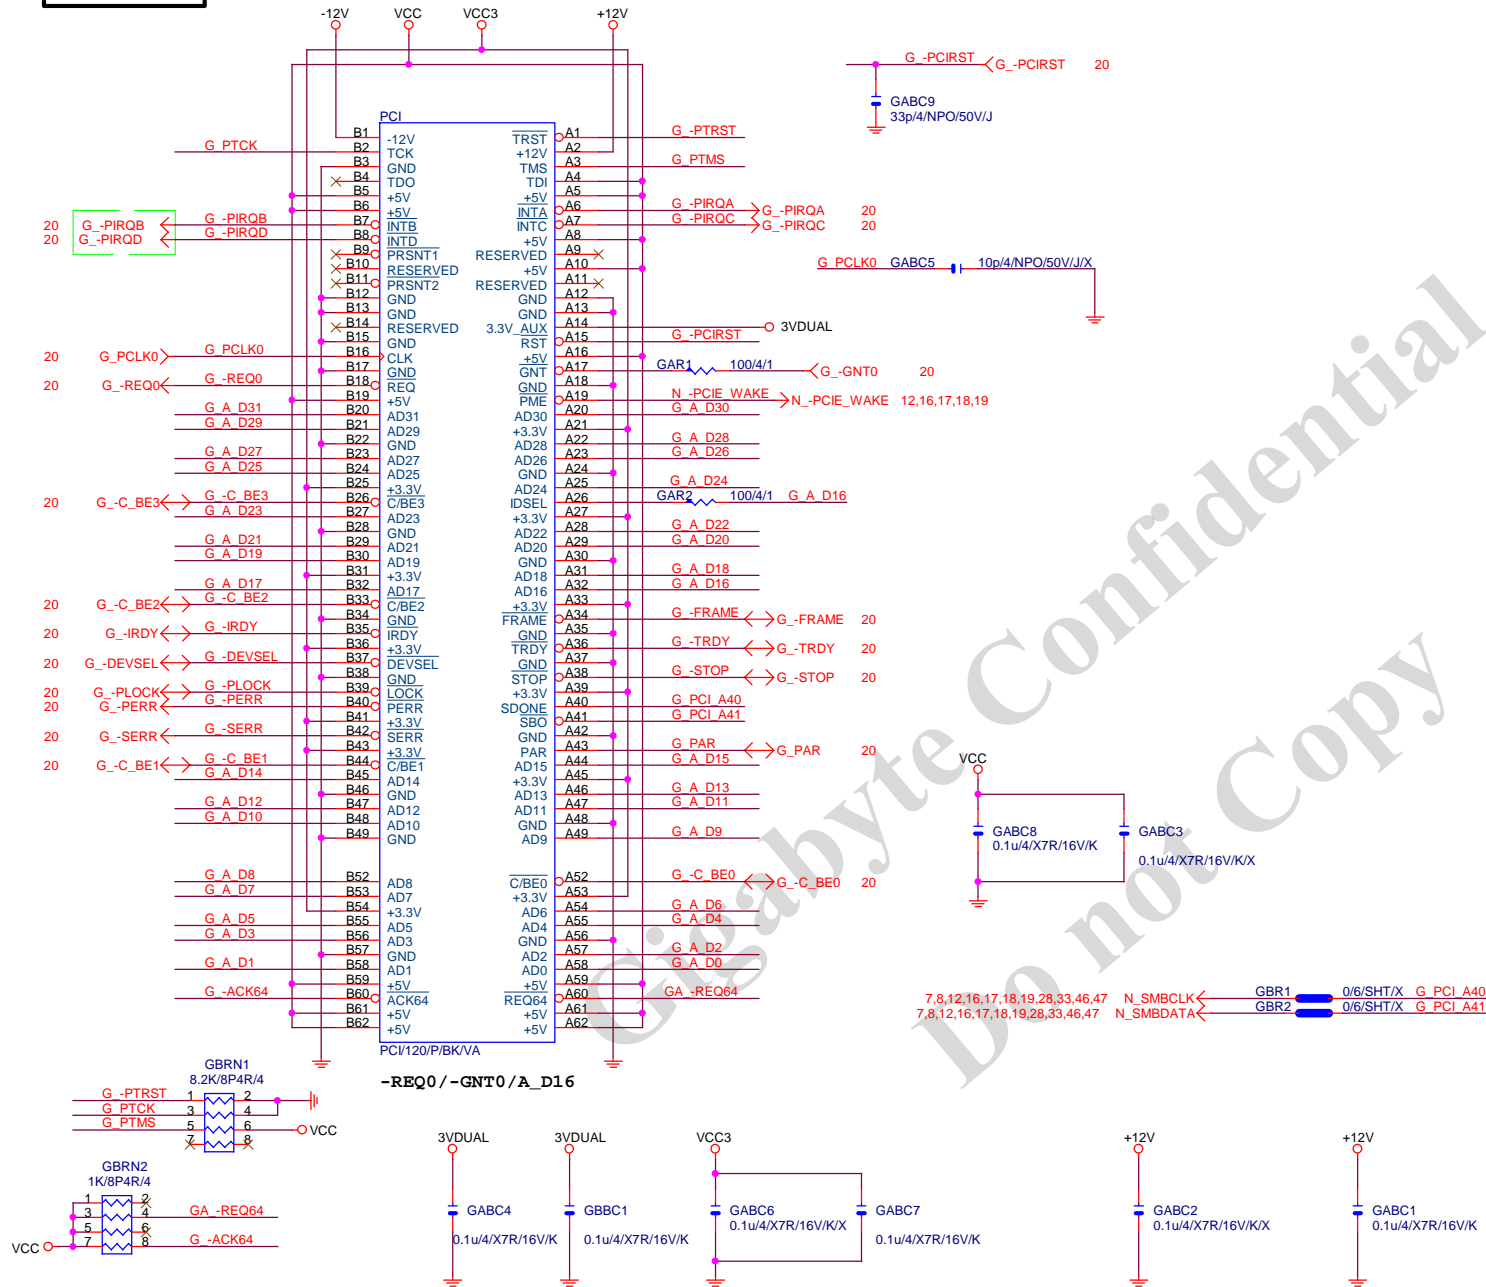 -12V VCC VCC3 +12V
G_-PCIRST G_-PCIRST 20
GABC9
33p/4/NPO/50V/J
PCI
B1 -12V TRST A1 G_-PTRST
G_PTCK B2 TCK +12V A2
B3 GND TMS A3 G_PTMS
B4 TDO TDI A4
B5 +5V +5V A5
B6 +5V INTA A6 G_-PIRQA G_-PIRQA 20
20 G_-PIRQB G_-PIRQB B7 INTB INTC A7 G_-PIRQC G_-PIRQC 20
20 G_-PIRQD G_-PIRQD B8 INTD +5V A8
B9 PRSNT1 RESERVED A9
B10 RESERVED +5V A10
G_PCLK0 GABC5 10p/4/NPO/50V/J/X
B11 PRSNT2 RESERVED A11
B12 GND GND A12
B13 GND GND A13
B14 RESERVED 3.3V_AUX A14 3VDUAL
B15 GND RST A15 G_-PCIRST
20 G_PCLK0 G_PCLK0 B16 CLK +5V A16
B17 GND GNT A17 GAR1 100/4/1 G_-GNT0 20
20 G_-REQ0 G_-REQ0 B18 REQ GND A18
B19 +5V PME A19 N_-PCIE_WAKE N_-PCIE_WAKE 12,16,17,18,19
G_A_D31 B20 AD31 AD30 A20 G_A_D30
G_A_D29 B21 AD29 +3.3V A21
B22 GND AD28 A22 G_A_D28
G_A_D27 B23 AD27 AD26 A23 G_A_D26
G_A_D25 B24 AD25 GND A24
B25 +3.3V AD24 A25 G_A_D24
20 G_-C_BE3 G_-C_BE3 B26 C/BE3 IDSEL A26 GAR2 100/4/1 G_A_D16
G_A_D23 B27 AD23 +3.3V A27
B28 GND AD22 A28 G_A_D22
G_A_D21 B29 AD21 AD20 A29 G_A_D20
G_A_D19 B30 AD19 GND A30
B31 +3.3V AD18 A31 G_A_D18
G_A_D17 B32 AD17 AD16 A32 G_A_D16
20 G_-C_BE2 G_-C_BE2 B33 C/BE2 +3.3V A33
B34 GND FRAME A34 G_-FRAME G_-FRAME 20
20 G_-IRDY G_-IRDY B35 IRDY GND A35
B36 +3.3V TRDY A36 G_-TRDY G_-TRDY 20
20 G_-DEVSEL G_-DEVSEL B37 DEVSEL GND A37
B38 GND STOP A38 G_-STOP G_-STOP 20
20 G_-PLOCK G_-PLOCK B39 LOCK +3.3V A39
20 G_-PERR G_-PERR B40 PERR SDONE A40 G_PCI_A40
B41 +3.3V SBO A41 G_PCI_A41
20 G_-SERR G_-SERR B42 SERR GND A42
B43 +3.3V PAR A43 G_PAR G_PAR 20
20 G_-C_BE1 G_-C_BE1 B44 C/BE1 AD15 A44 G_A_D15
G_A_D14 B45 AD14 +3.3V A45
B46 GND AD13 A46 G_A_D13
G_A_D12 B47 AD12 AD11 A47 G_A_D11
G_A_D10 B48 AD10 GND A48
B49 GND AD9 A49 G_A_D9
VCC
GABC8 GABC3
0.1u/4/X7R/16V/K 0.1u/4/X7R/16V/K/X
G_A_D8 B52 AD8 C/BE0 A52 G_-C_BE0 G_-C_BE0 20
G_A_D7 B53 AD7 +3.3V A53
B54 +3.3V AD6 A54 G_A_D6
G_A_D5 B55 AD5 AD4 A55 G_A_D4
G_A_D3 B56 AD3 GND A56
B57 GND AD2 A57 G_A_D2
G_A_D1 B58 AD1 AD0 A58 G_A_D0
B59 +5V +5V A59
G_-ACK64 B60 ACK64 REQ64 A60 GA_-REQ64
B61 +5V +5V A61
B62 +5V +5V A62
7,8,12,16,17,18,19,28,33,46,47 N_SMBCLK GBR1 0/6/SHT/X G_PCI_A40
7,8,12,16,17,18,19,28,33,46,47 N_SMBDATA GBR2 0/6/SHT/X G_PCI_A41
PCI/120/P/BK/VA
-REQ0/-GNT0/A_D16
GBRN1
8.2K/8P4R/4
G_-PTRST 1 2
G_PTCK 3 4
G_PTMS 5 6 VCC
7 8
GBRN2
1K/8P4R/4
1 2
3 4 GA_-REQ64
5 6
VCC 7 8 G_-ACK64
3VDUAL 3VDUAL VCC3 +12V +12V
GABC4 GBBC1 GABC6 GABC7 GABC2 GABC1
0.1u/4/X7R/16V/K 0.1u/4/X7R/16V/K 0.1u/4/X7R/16V/K/X 0.1u/4/X7R/16V/K 0.1u/4/X7R/16V/K/X 0.1u/4/X7R/16V/K
Gigabyte Confidential
Do not Copy